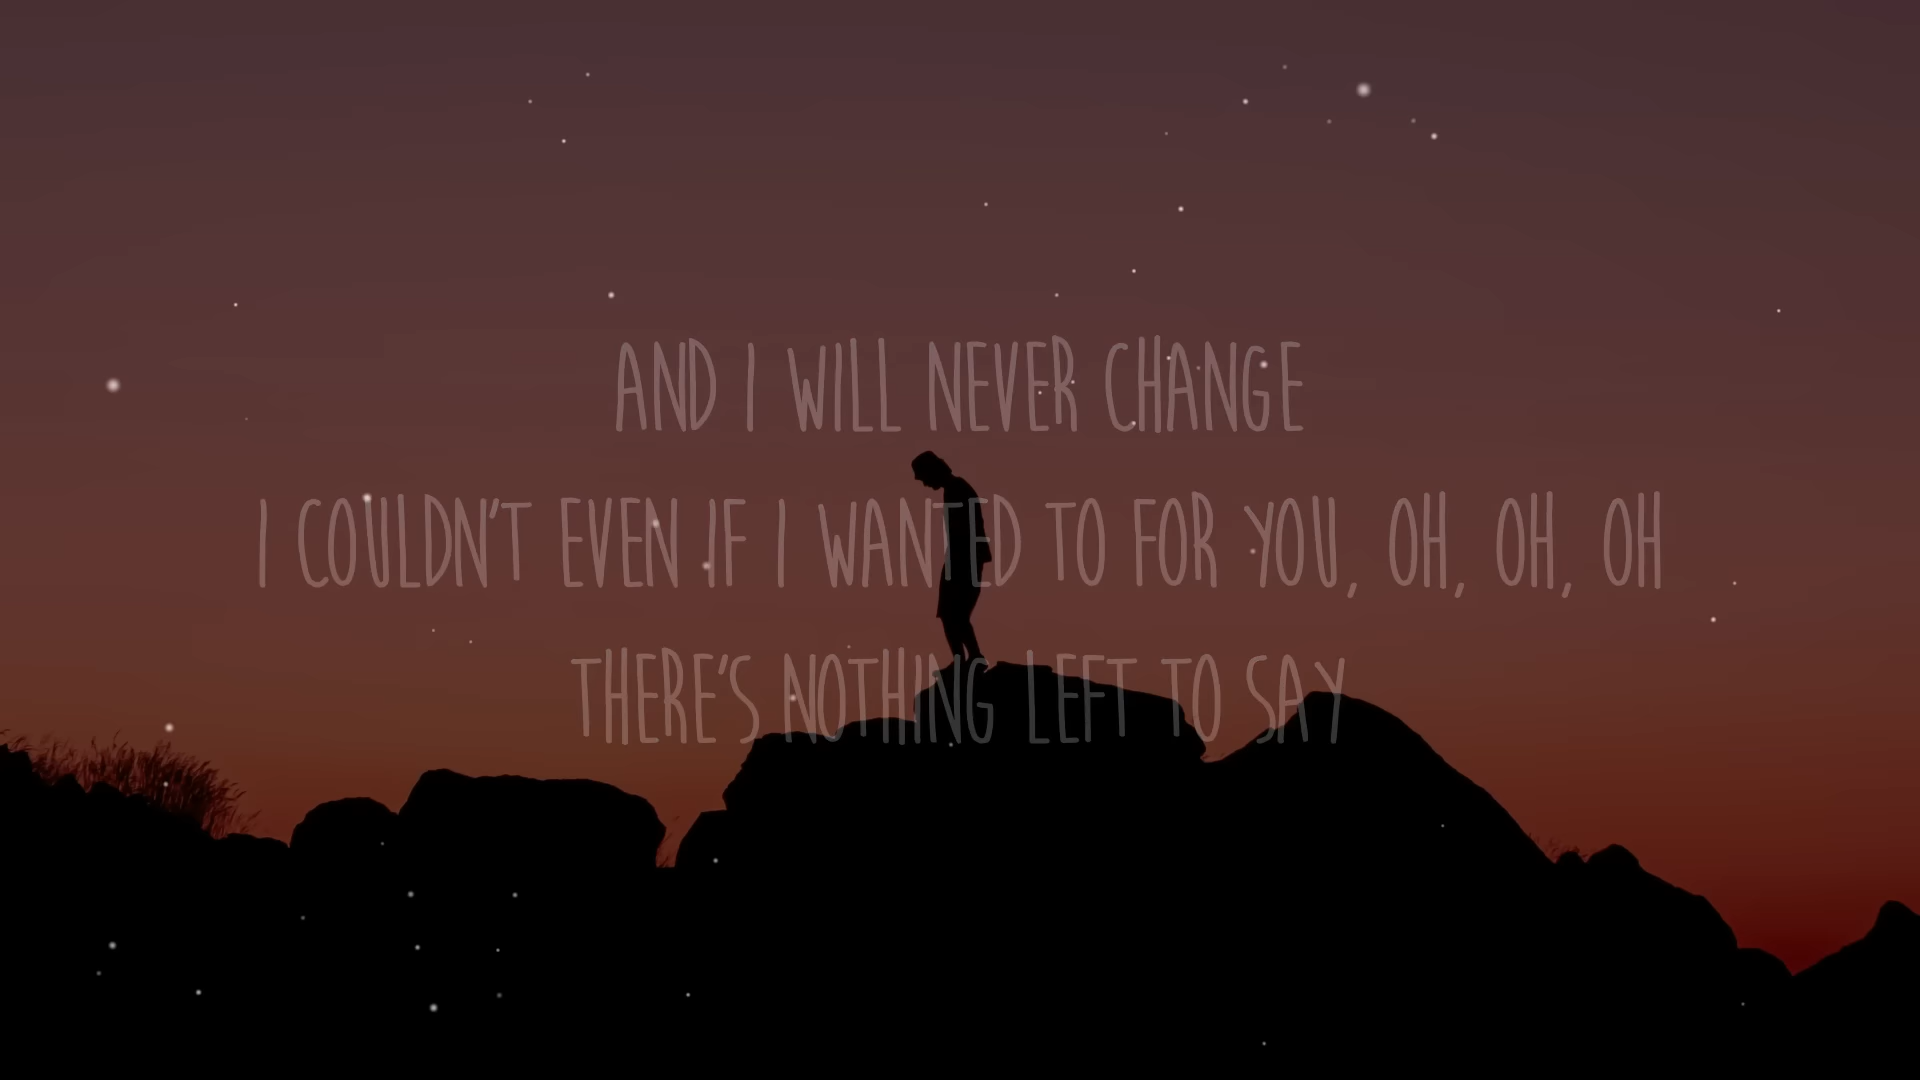 AND I WILL NEVER CHANGE
I COULDN'T EVEN IF I WANTED TO FOR YOU, OH, OH, OH
THERE'S NOTHING LEFT TO SAY